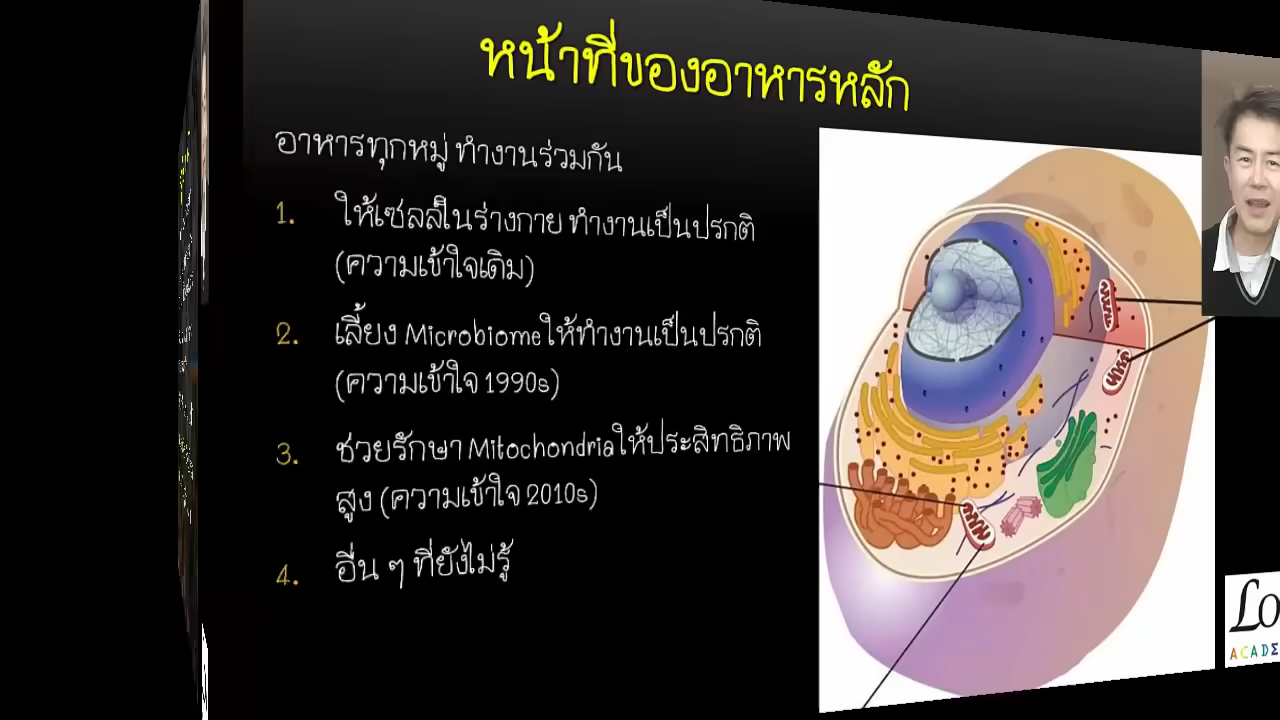 หน้าที่ของอาหารหลัก
อาหารทุกหมู่ ทำงานร่วมกัน
1. ให้เซลล์ในร่างกาย ทำงานเป็นปรกติ
(ความเข้าใจเดิม)
2. เลี้ยง Microbiome ให้ทำงานเป็นปรกติ
(ความเข้าใจ 1990s)
3. ช่วยรักษา Mitochondria ให้ประสิทธิภาพ
สูง (ความเข้าใจ 2010s)
4. อื่น ๆ ที่ยังไม่รู้
Lo
ACADE